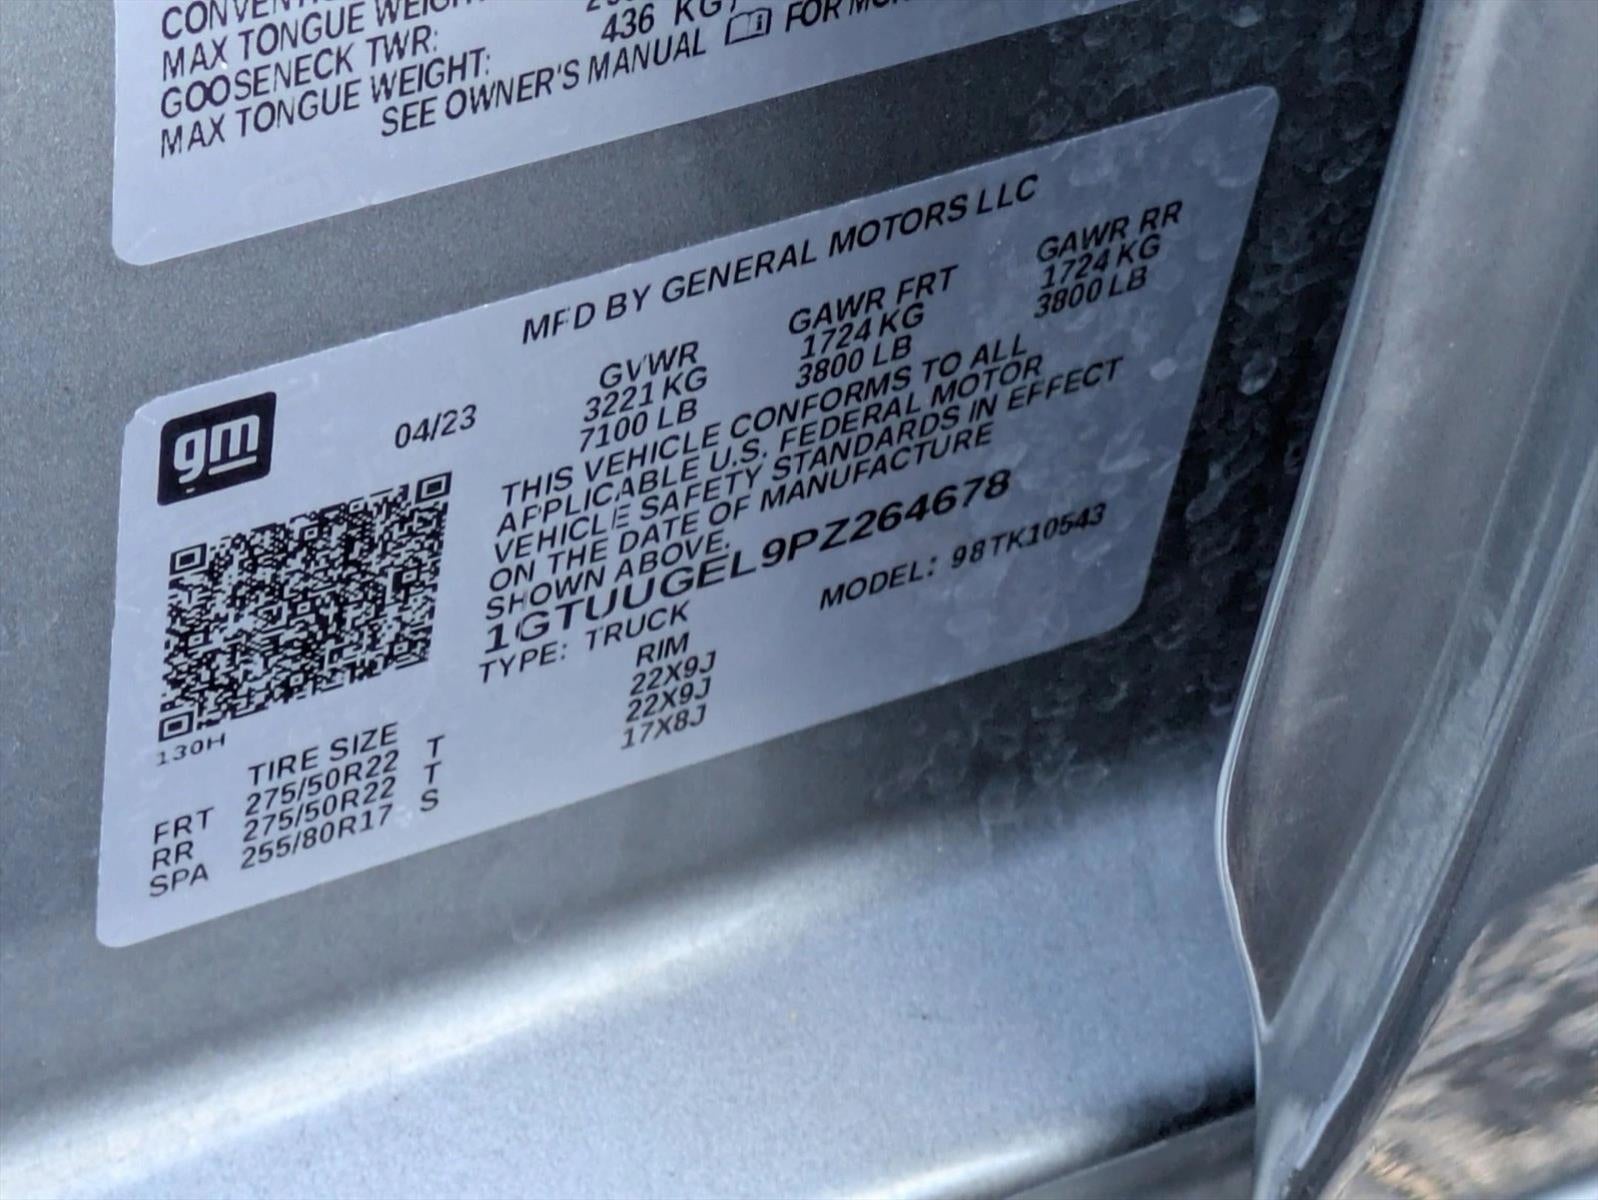 MAX TONGUE WEIGHT
GOOSENECK TWR:
MAX TONGUE WEIGHT: 436 KG
SEE OWNER'S MANUAL FOR
MFD BY GENERAL MOTORS LLC
gm
04/23
GVWR GAWR FRT GAWR RR
3221 KG 1724 KG 1724 KG
7100 LB 3800 LB 3800 LB
THIS VEHICLE CONFORMS TO ALL
APPLICABLE U.S. FEDERAL MOTOR
VEHICLE SAFETY STANDARDS IN EFFECT
ON THE DATE OF MANUFACTURE
SHOWN ABOVE.
1GTUUGEL9PZ264678
TYPE: TRUCK MODEL: 98TK10543
130H
TIRE SIZE RIM
FRT 275/50R22 T 22X9J
RR 275/50R22 T 22X9J
SPA 255/80R17 S 17X8J